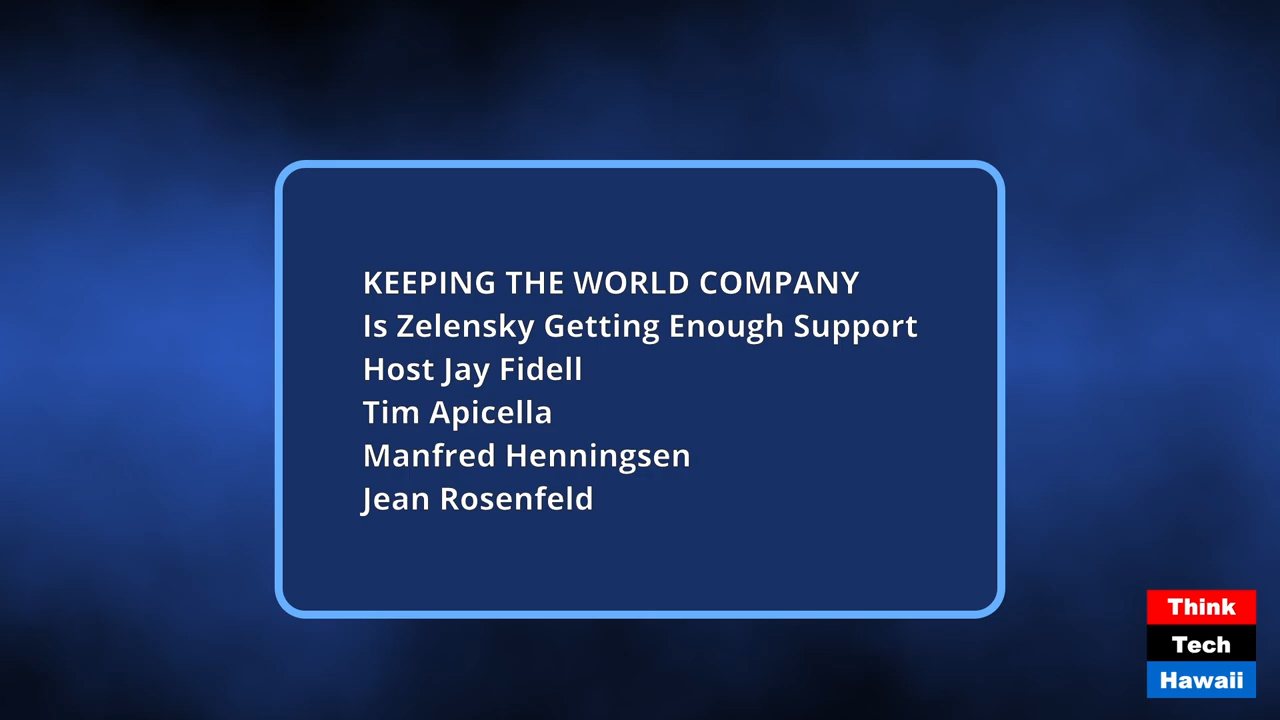 KEEPING THE WORLD COMPANY
Is Zelensky Getting Enough Support
Host Jay Fidell
Tim Apicella
Manfred Henningsen
Jean Rosenfeld
Think
Tech
Hawaii